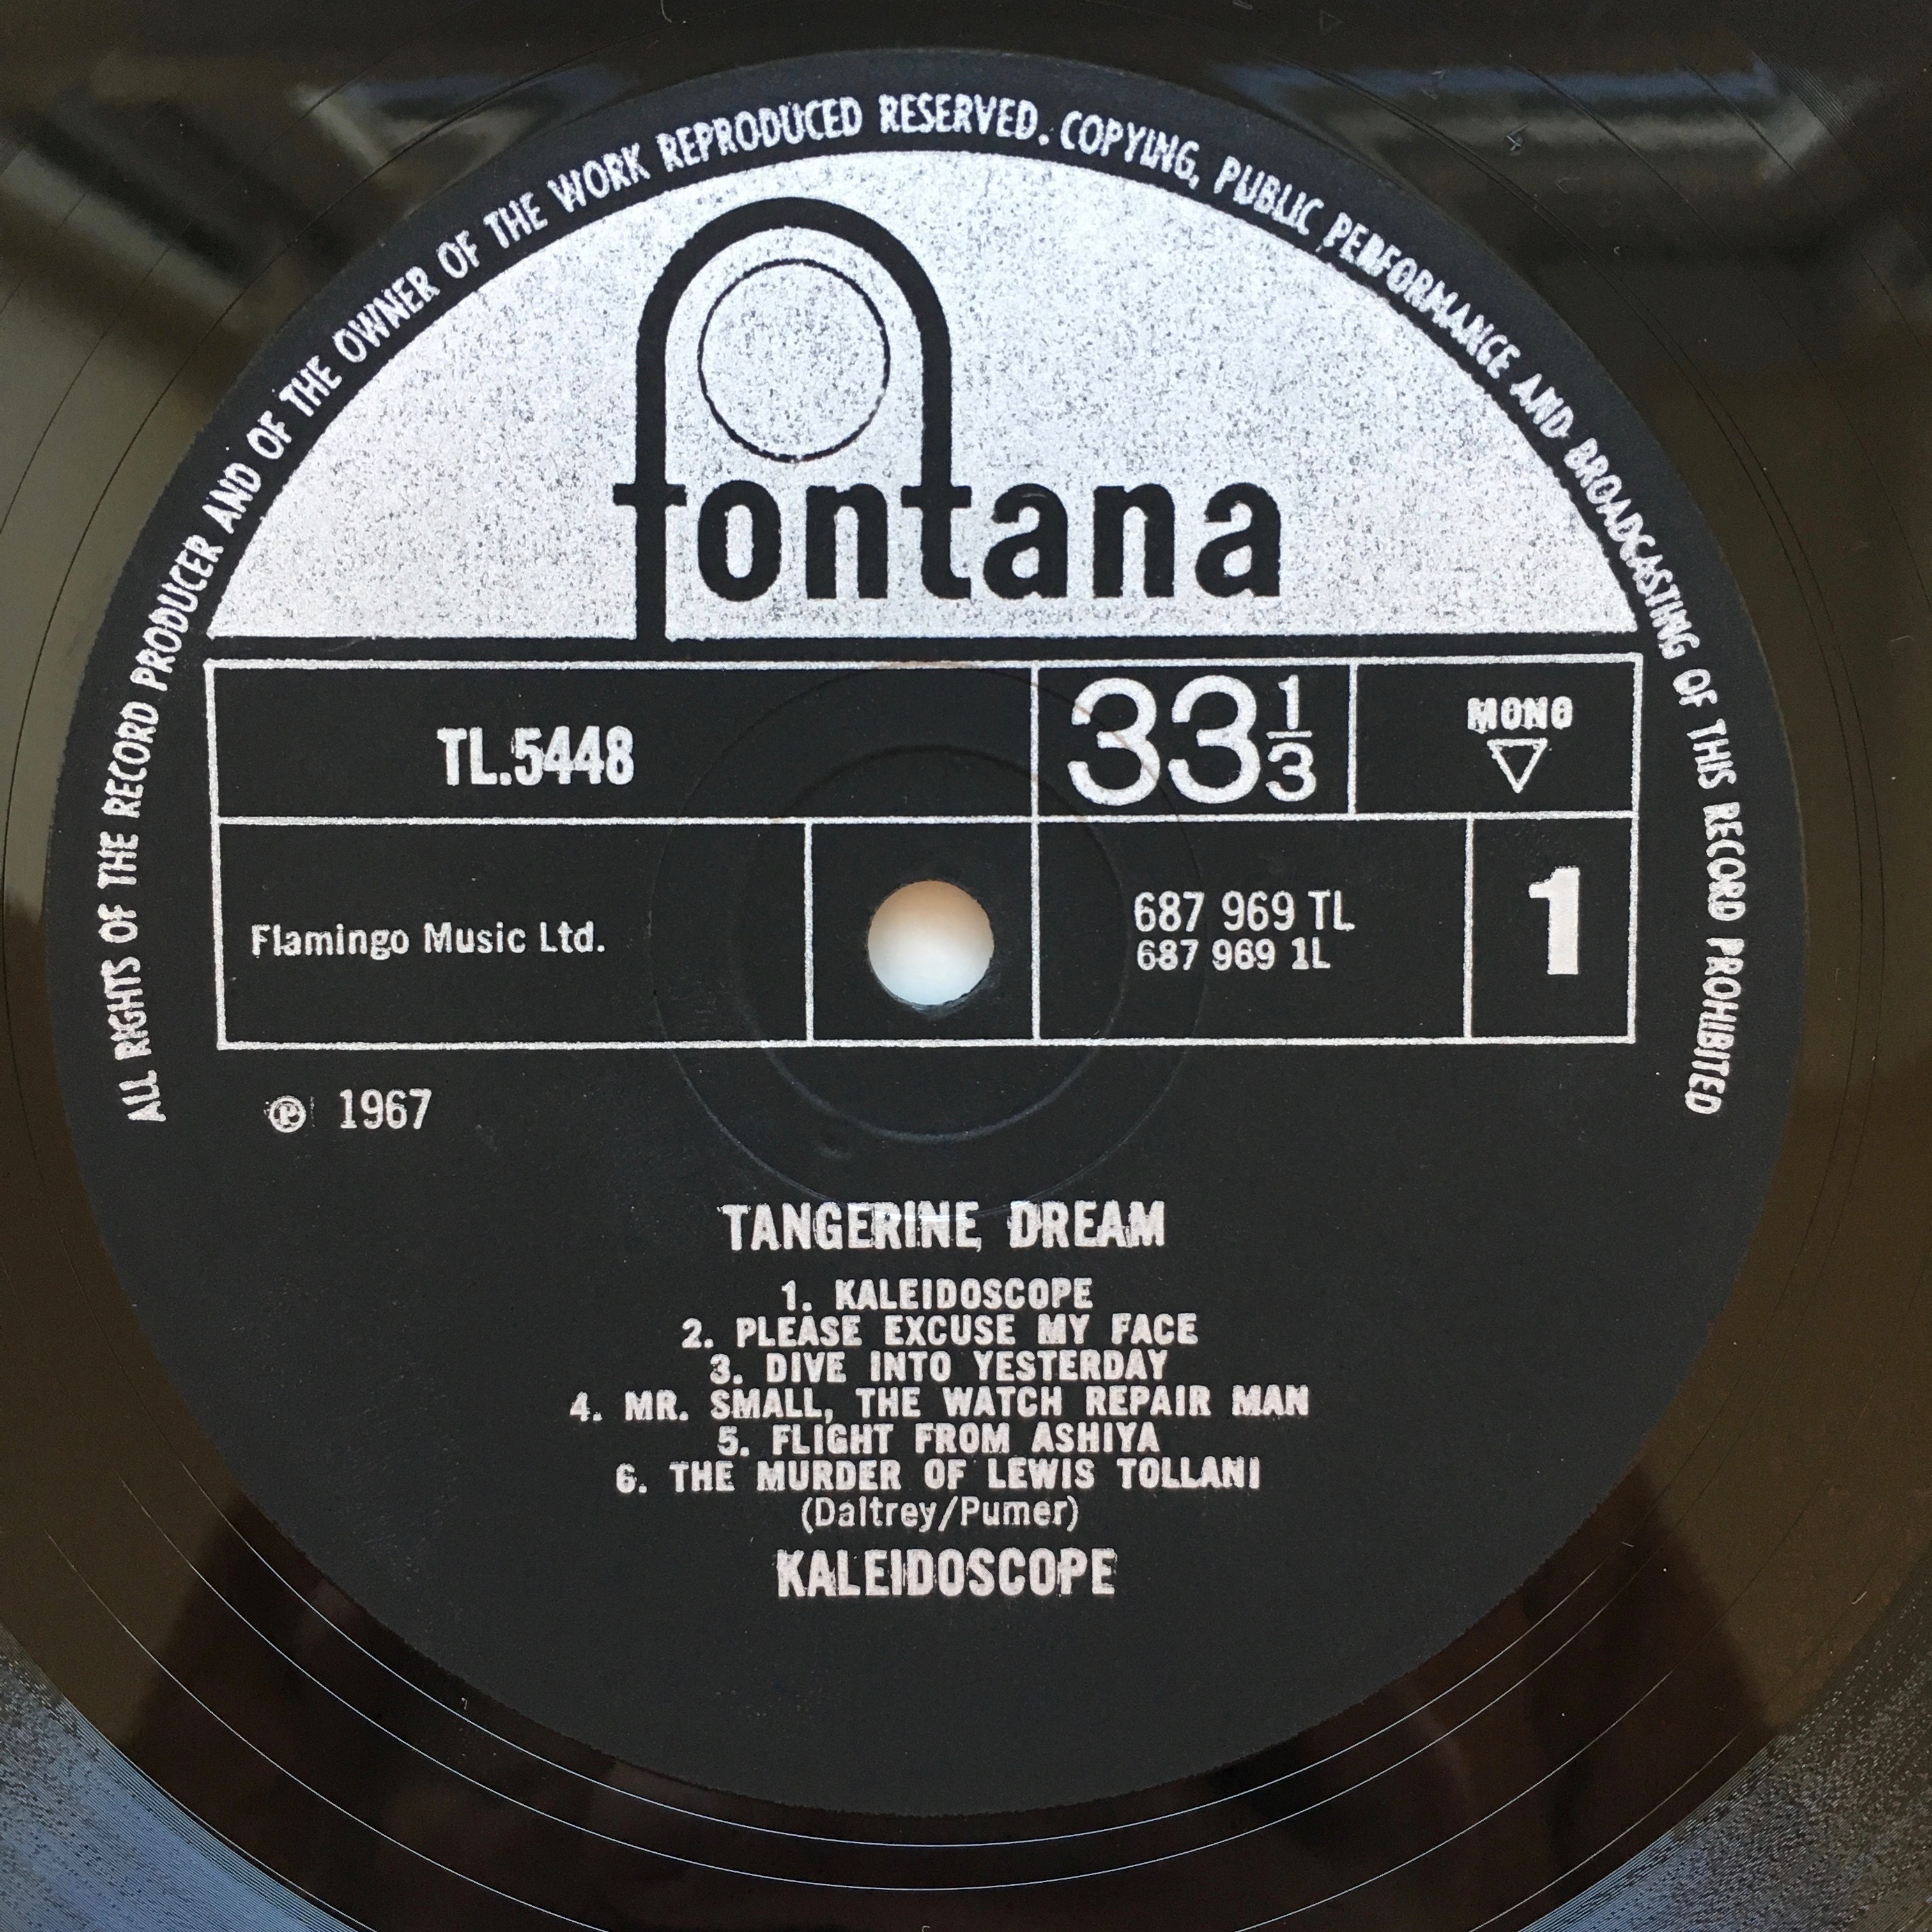 ALL RIGHTS OF THE RECORD PRODUCER AND OF THE OWNER OF THE WORK REPRODUCED RESERVED. COPYING, PUBLIC PERFORMANCE AND BROADCASTING OF THIS RECORD PROHIBITED
fontana
TL.5448
33 1/3
MONO
Flamingo Music Ltd.
687 969 TL
687 969 1L
1
℗ 1967
TANGERINE DREAM
1. KALEIDOSCOPE
2. PLEASE EXCUSE MY FACE
3. DIVE INTO YESTERDAY
4. MR. SMALL, THE WATCH REPAIR MAN
5. FLIGHT FROM ASHIYA
6. THE MURDER OF LEWIS TOLLANI
(Daltrey/Pumer)
KALEIDOSCOPE